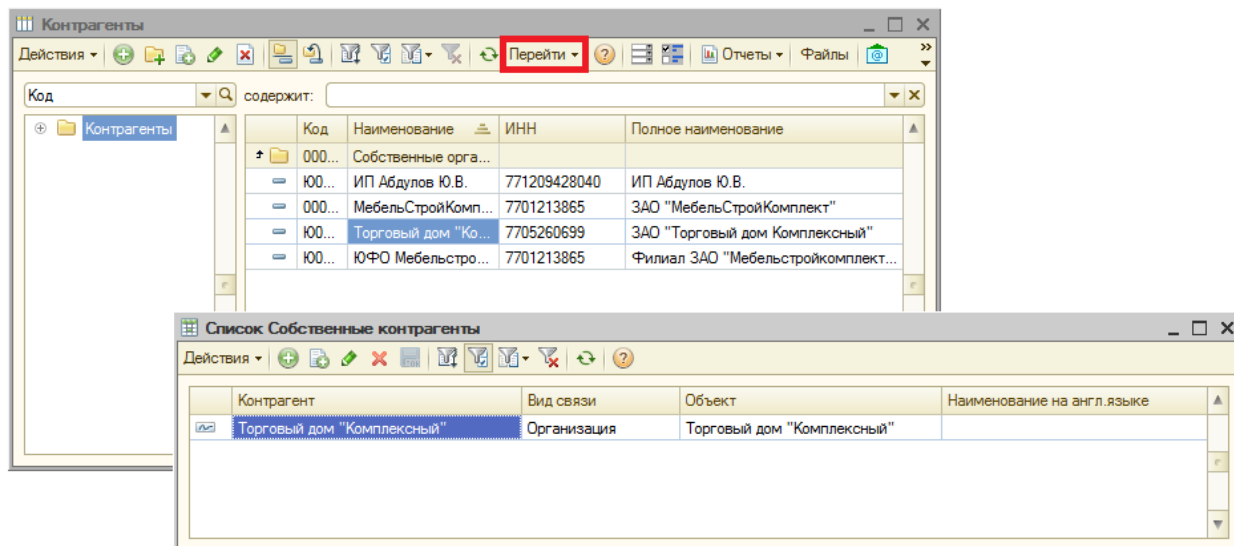 Контрагенты
Действия Перейти Отчеты Файлы
Код содержит:
Контрагенты
Код Наименование ИНН Полное наименование
000... Собственные орга...
Ю0... ИП Абдулов Ю.В. 771209428040 ИП Абдулов Ю.В.
000... МебельСтройКомп... 7701213865 ЗАО "МебельСтройКомплект"
Ю0... Торговый дом "Ко... 7705260699 ЗАО "Торговый дом Комплексный"
Ю0... ЮФО Мебельстро... 7701213865 Филиал ЗАО "Мебельстройкомплект...
Список Собственные контрагенты
Действия
Контрагент Вид связи Объект Наименование на англ.языке
Торговый дом "Комплексный" Организация Торговый дом "Комплексный"